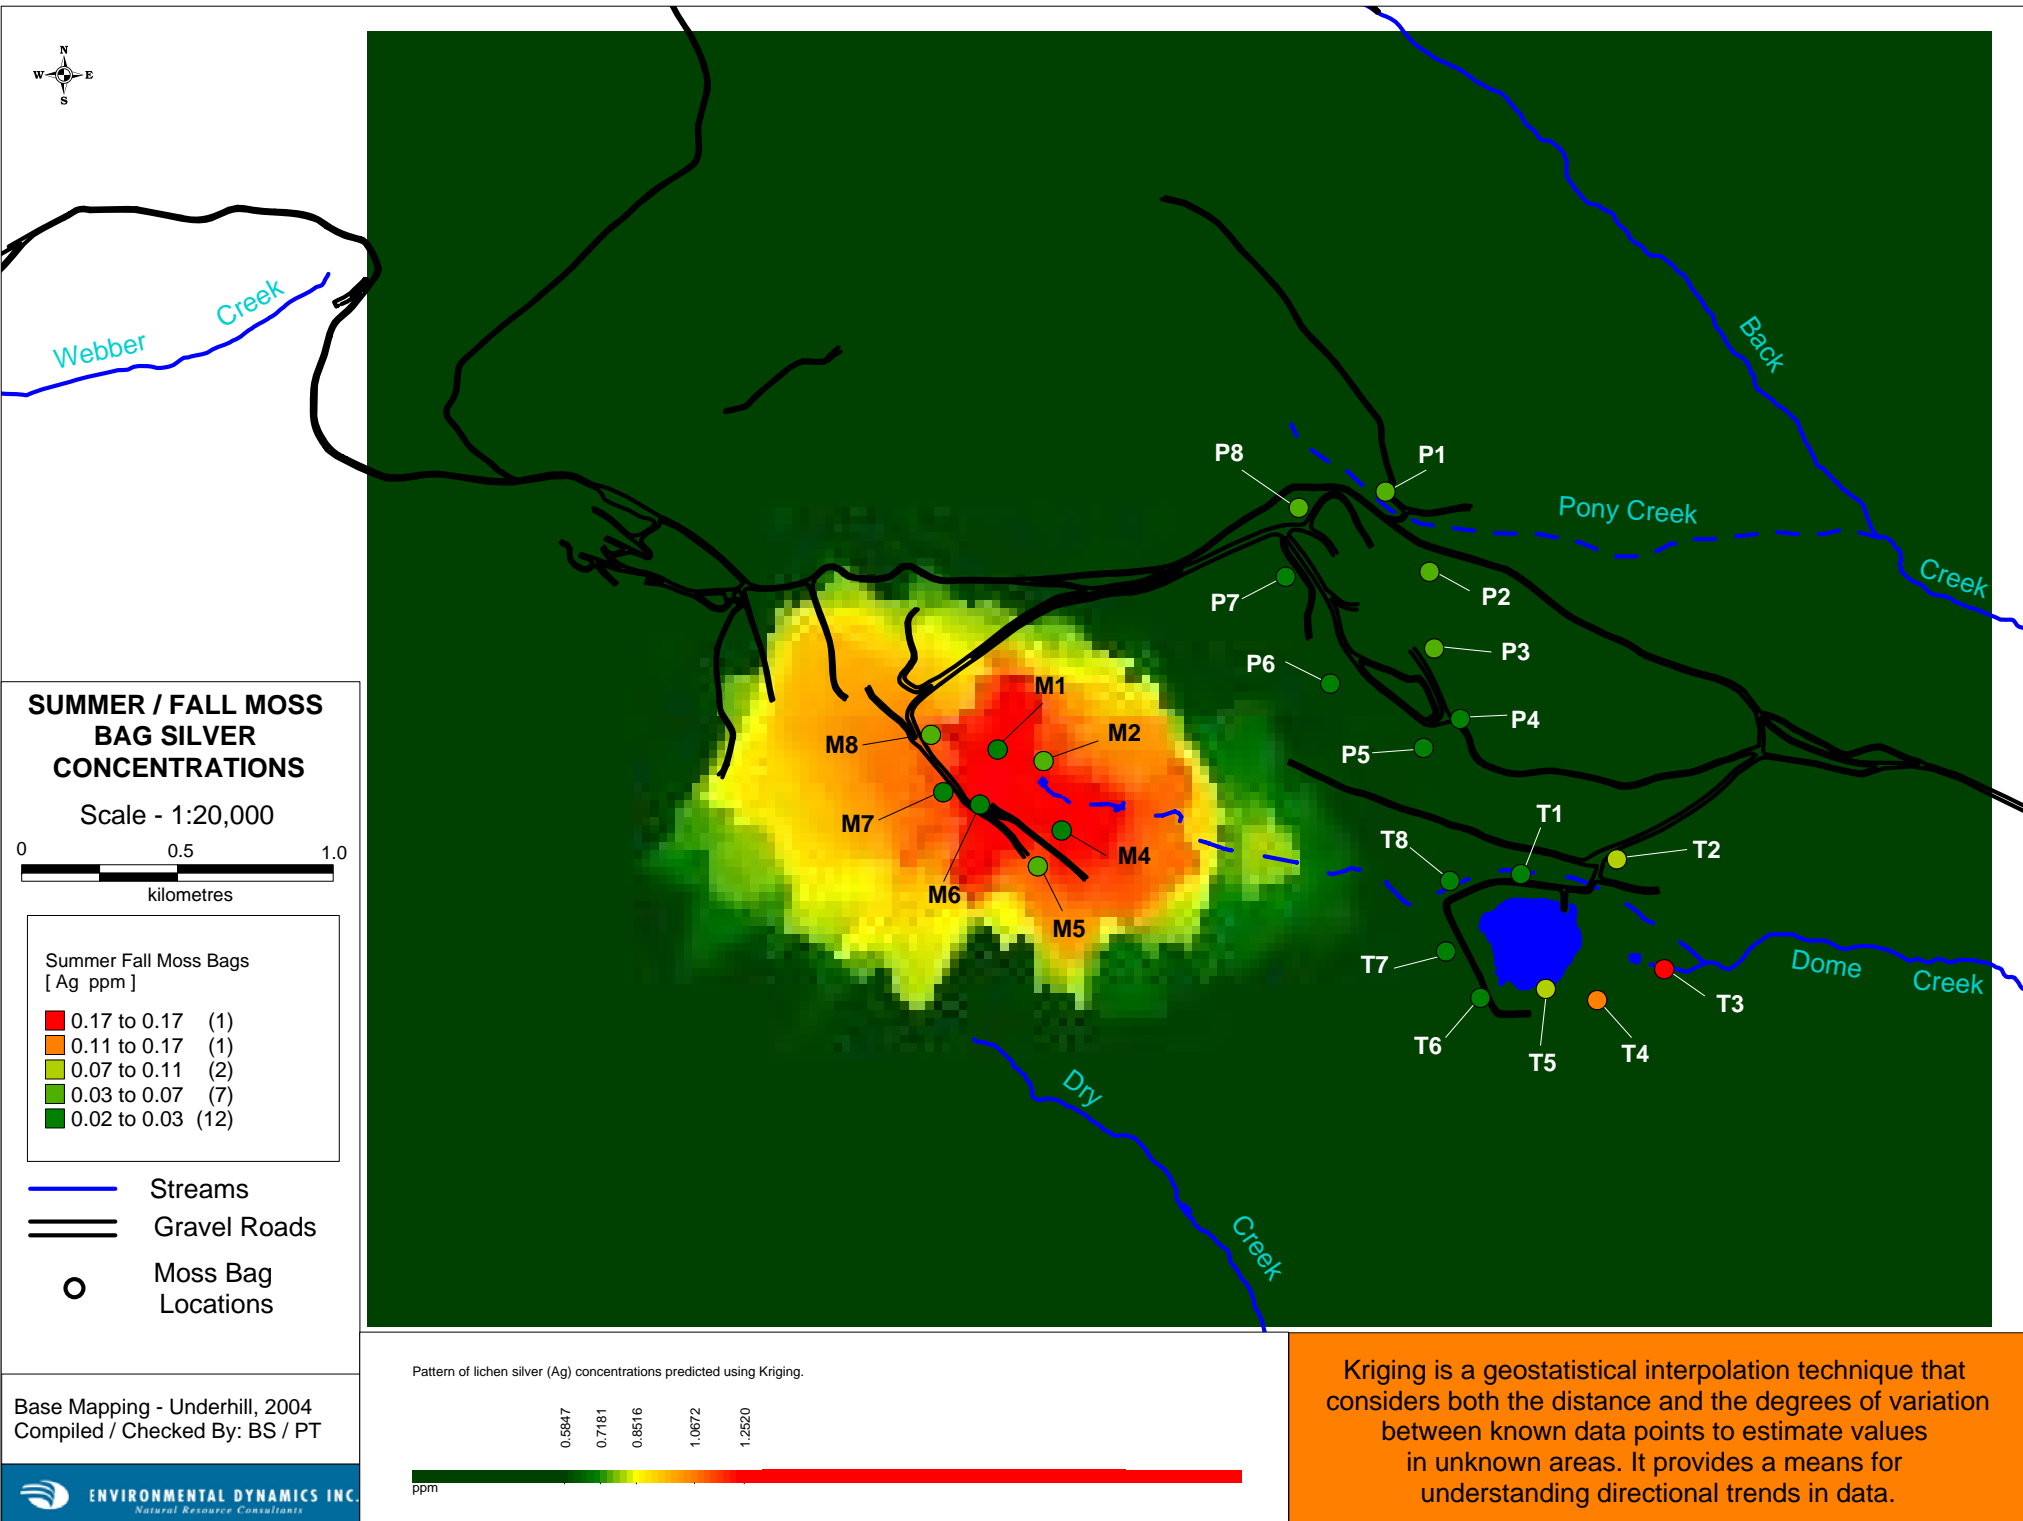 N
W E
S
Webber Creek
Back
Creek
Pony Creek
P8
P1
P7
P2
P6
P3
P4
P5
M1
M2
M8
M7
M4
M6
M5
T1
T2
T8
T7
T3
T6
T5
T4
Dome Creek
Dry
Creek
SUMMER / FALL MOSS
BAG SILVER
CONCENTRATIONS
Scale - 1:20,000
0 0.5 1.0
kilometres
Summer Fall Moss Bags
[ Ag ppm ]
0.17 to 0.17 (1)
0.11 to 0.17 (1)
0.07 to 0.11 (2)
0.03 to 0.07 (7)
0.02 to 0.03 (12)
Streams
Gravel Roads
Moss Bag
Locations
Base Mapping - Underhill, 2004
Compiled / Checked By: BS / PT
ENVIRONMENTAL DYNAMICS INC.
Natural Resource Consultants
Pattern of lichen silver (Ag) concentrations predicted using Kriging.
0.5847 0.7181 0.8516 1.0672 1.2520
ppm
Kriging is a geostatistical interpolation technique that
considers both the distance and the degrees of variation
between known data points to estimate values
in unknown areas. It provides a means for
understanding directional trends in data.